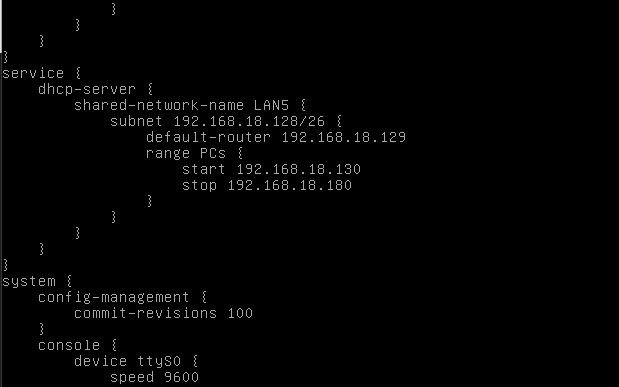 }
        }
    }
}
service {
    dhcp-server {
        shared-network-name LAN5 {
            subnet 192.168.18.128/26 {
                default-router 192.168.18.129
                range PCs {
                    start 192.168.18.130
                    stop 192.168.18.180
                }
            }
        }
    }
}
system {
    config-management {
        commit-revisions 100
    }
    console {
        device ttyS0 {
            speed 9600